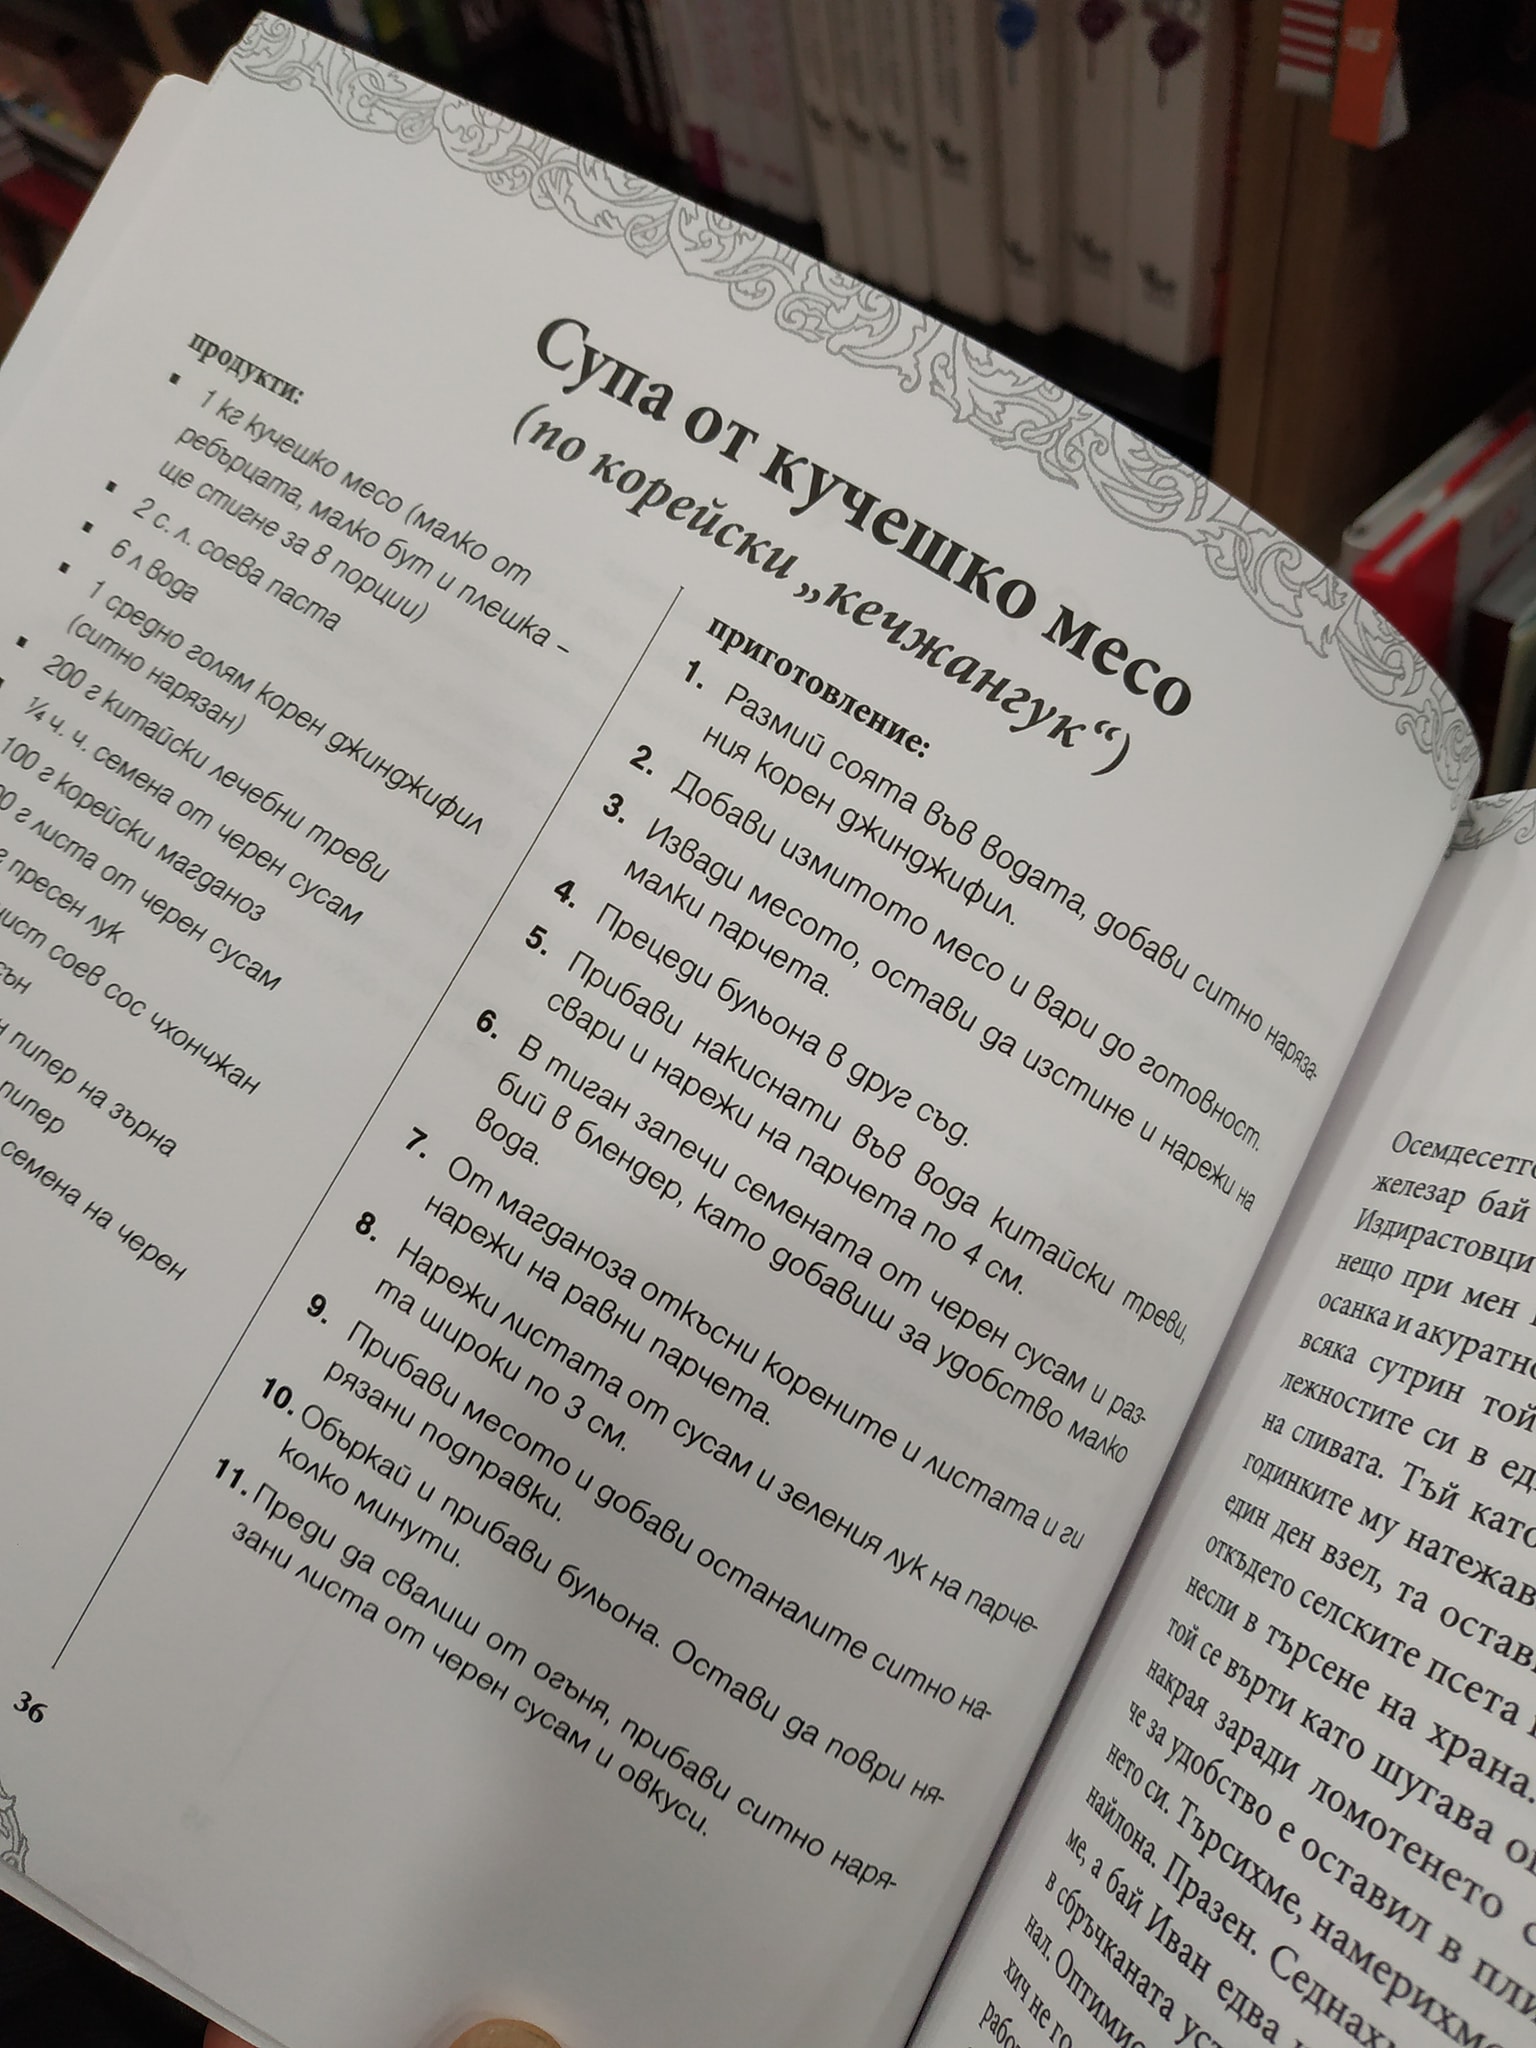 Супа от кучешко месо
(по корейски „кечжангук“)
продукти:
▪ 1 кг кучешко месо (малко от
ребърцата, малко бут и плешка –
ще стигне за 8 порции)
▪ 2 с. л. соева паста
▪ 6 л вода
▪ 1 средно голям корен джинджифил
(ситно нарязан)
▪ 200 г китайски лечебни треви
¼ ч. ч. семена от черен сусам
100 г корейски магданоз
г листа от черен сусам
г пресен лук
соев сос чхончжан
пипер на зърна
пипер
семена на черен
приготовление:
1. Размий соята във водата, добави ситно наряза-
ния корен джинджифил.
2. Добави измитото месо и вари до готовност.
3. Извади месото, остави да изстине и нарежи на
малки парчета.
4. Прецеди бульона в друг съд.
5. Прибави накиснати във вода китайски треви,
свари и нарежи на парчета по 4 см.
6. В тиган запечи семената от черен сусам и раз-
бий в блендер, като добавиш за удобство малко
вода.
7. От магданоза откъсни корените и листата и ги
нарежи на равни парчета.
8. Нарежи листата от сусам и зеления лук на парче-
та широки по 3 см.
9. Прибави месото и добави останалите ситно на-
рязани подправки.
10. Объркай и прибави бульона. Остави да поври ня-
колко минути.
11. Преди да свалиш от огъня, прибави ситно наря-
зани листа от черен сусам и овкуси.
36
железар бай
Издирастовци
нещо при мен
осанка и
всяка сутрин той
лежностите си в
на сливата. Тъй като
годинките му
един ден взел, та
откъдето селските псета
несли в търсене на храна.
той се върти като шугава
накрая заради ломотенето
че за удобство е оставил в
нето си. Търсихме, намерихме
найлона. Празен.
ме, а бай Иван едва
в сбръчканата
нал.
хич не